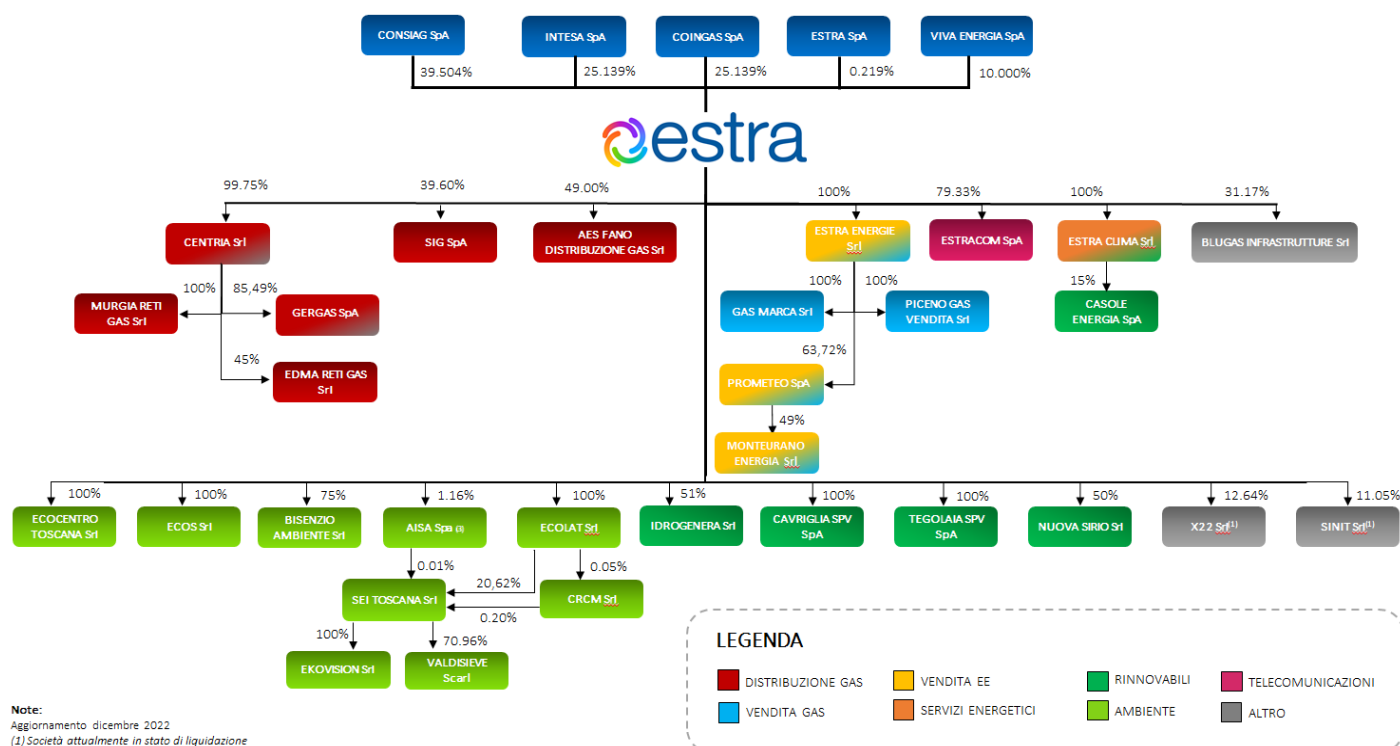 CONSIAG SpA
INTESA SpA
COINGAS SpA
ESTRA SpA
VIVA ENERGIA SpA
39.504%
25.139%
25.139%
0.219%
10.000%
estra
99.75%
39.60%
49.00%
100%
79.33%
100%
31.17%
CENTRIA Srl
SIG SpA
AES FANO
DISTRIBUZIONE GAS Srl
ESTRA ENERGIE
Srl
ESTRACOM SpA
ESTRA CLIMA Srl
BLUGAS INFRASTRUTTURE Srl
100%
85,49%
100%
100%
15%
MURGIA RETI
GAS Srl
GERGAS SpA
GAS MARCA Srl
PICENO GAS
VENDITA Srl
CASOLE
ENERGIA SpA
45%
63,72%
EDMA RETI GAS
Srl
PROMETEO SpA
49%
MONTEURANO
ENERGIA Srl
100%
100%
75%
1.16%
100%
51%
100%
100%
50%
12.64%
11.05%
ECOCENTRO
TOSCANA Srl
ECOS Srl
BISENZIO
AMBIENTE Srl
AISA Spa
ECOLAT Srl
IDROGENERA Srl
CAVRIGLIA SPV
SpA
TEGOLAIA SPV
SpA
NUOVA SIRIO Srl
X22 Srl(1)
SINIT Srl(1)
0.01%
20,62%
0.05%
SEI TOSCANA Srl
CRCM Srl
0.20%
100%
70.96%
EKOVISION Srl
VALDISIEVE
Scarl
LEGENDA
DISTRIBUZIONE GAS
VENDITA EE
RINNOVABILI
TELECOMUNICAZIONI
VENDITA GAS
SERVIZI ENERGETICI
AMBIENTE
ALTRO
Note:
Aggiornamento dicembre 2022
(1) Società attualmente in stato di liquidazione